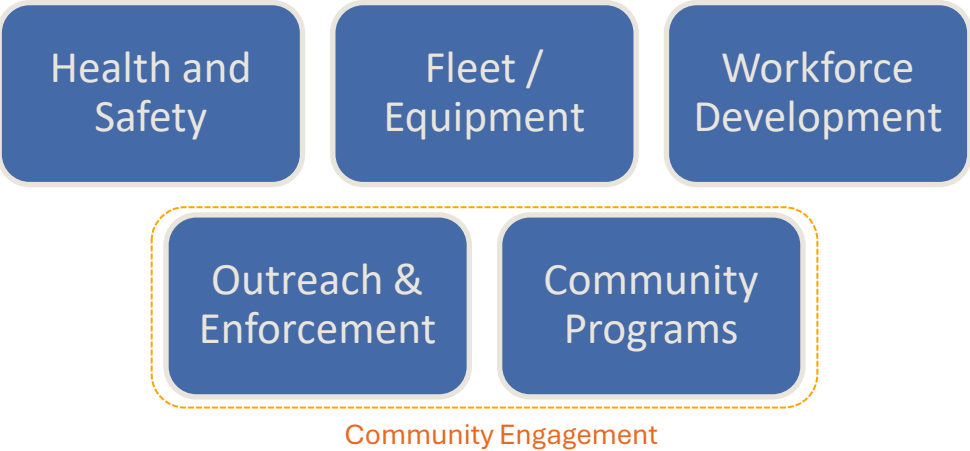 Health and
Safety
Fleet /
Equipment
Workforce
Development
Outreach &
Enforcement
Community
Programs
Community Engagement